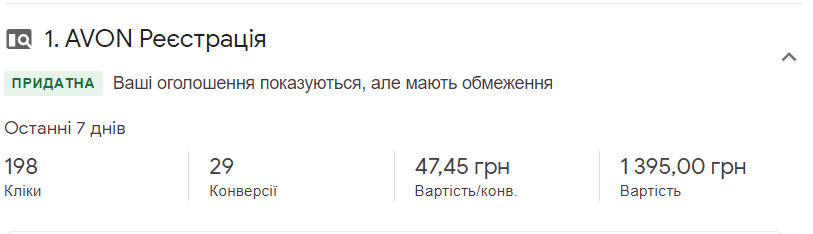 1. AVON Реєстрація
ПРИДАТНА Ваші оголошення показуються, але мають обмеження
Останні 7 днів
198 29 47,45 грн 1 395,00 грн
Кліки Конверсії Вартість/конв. Вартість